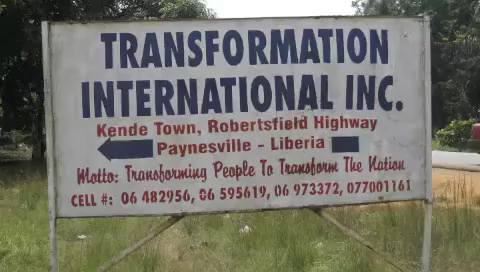 TRANSFORMATION
INTERNATIONAL INC.
Kende Town, Robertsfield Highway
Paynesville - Liberia
Motto: Transforming People To Transform The Nation
CELL #: 06 482956, 06 595619, 06 973372, 077001161